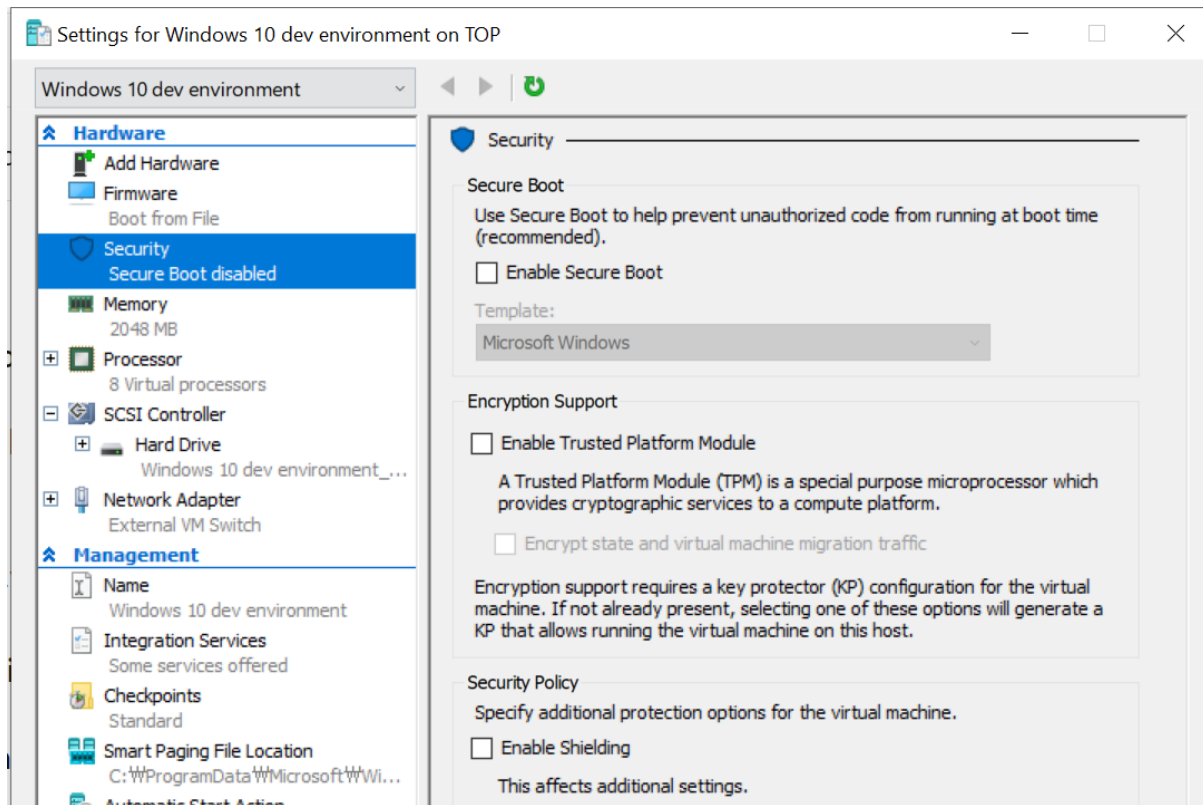 Settings for Windows 10 dev environment on TOP
Windows 10 dev environment
Hardware
Add Hardware
Firmware
Boot from File
Security
Secure Boot disabled
Memory
2048 MB
Processor
8 Virtual processors
SCSI Controller
Hard Drive
Windows 10 dev environment_...
Network Adapter
External VM Switch
Management
Name
Windows 10 dev environment
Integration Services
Some services offered
Checkpoints
Standard
Smart Paging File Location
C:₩ProgramData₩Microsoft₩Wi...
Automatic Start Action
Security
Secure Boot
Use Secure Boot to help prevent unauthorized code from running at boot time
(recommended).
Enable Secure Boot
Template:
Microsoft Windows
Encryption Support
Enable Trusted Platform Module
A Trusted Platform Module (TPM) is a special purpose microprocessor which
provides cryptographic services to a compute platform.
Encrypt state and virtual machine migration traffic
Encryption support requires a key protector (KP) configuration for the virtual
machine. If not already present, selecting one of these options will generate a
KP that allows running the virtual machine on this host.
Security Policy
Specify additional protection options for the virtual machine.
Enable Shielding
This affects additional settings.